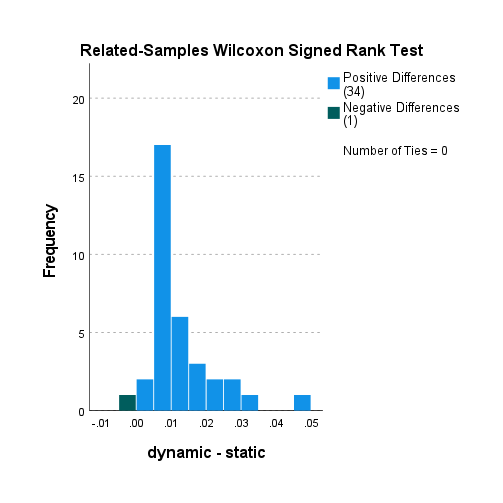 Related-Samples Wilcoxon Signed Rank Test
Positive Differences
(34)
Negative Differences
(1)
Number of Ties = 0
Frequency
20
15
10
5
0
-.01 .00 .01 .02 .03 .04 .05
dynamic - static